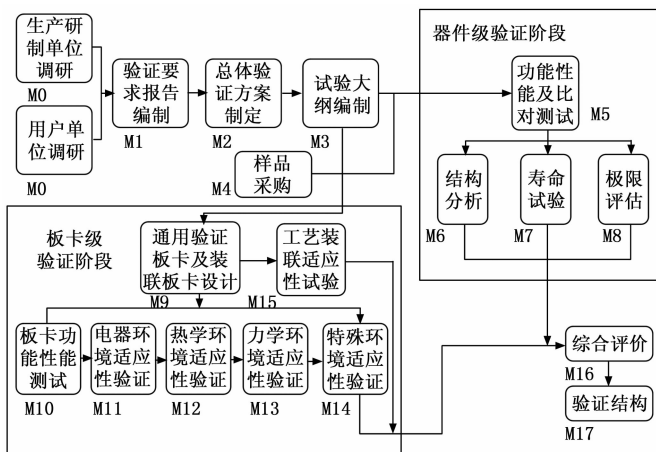 生产研
制单位
调研
M0
用户单
位调研
M0
验证要
求报告
编制
M1
总体验
证方案
制定
M2
试验大
纲编制
M3
样品
采购
M4
器件级验证阶段
功能性
能及比
对测试
M5
结构
分析
M6
寿命
试验
M7
极限
评估
M8
板卡级
验证阶段
通用验证
板卡及装
联板卡设计
M9
工艺装
联适应
性试验
M15
板卡功
能性能
测试
M10
电器环
境适应
性验证
M11
热学环
境适应
性验证
M12
力学环
境适应
性验证
M13
特殊环
境适应
性验证
M14
综合评价
M16
验证结构
M17